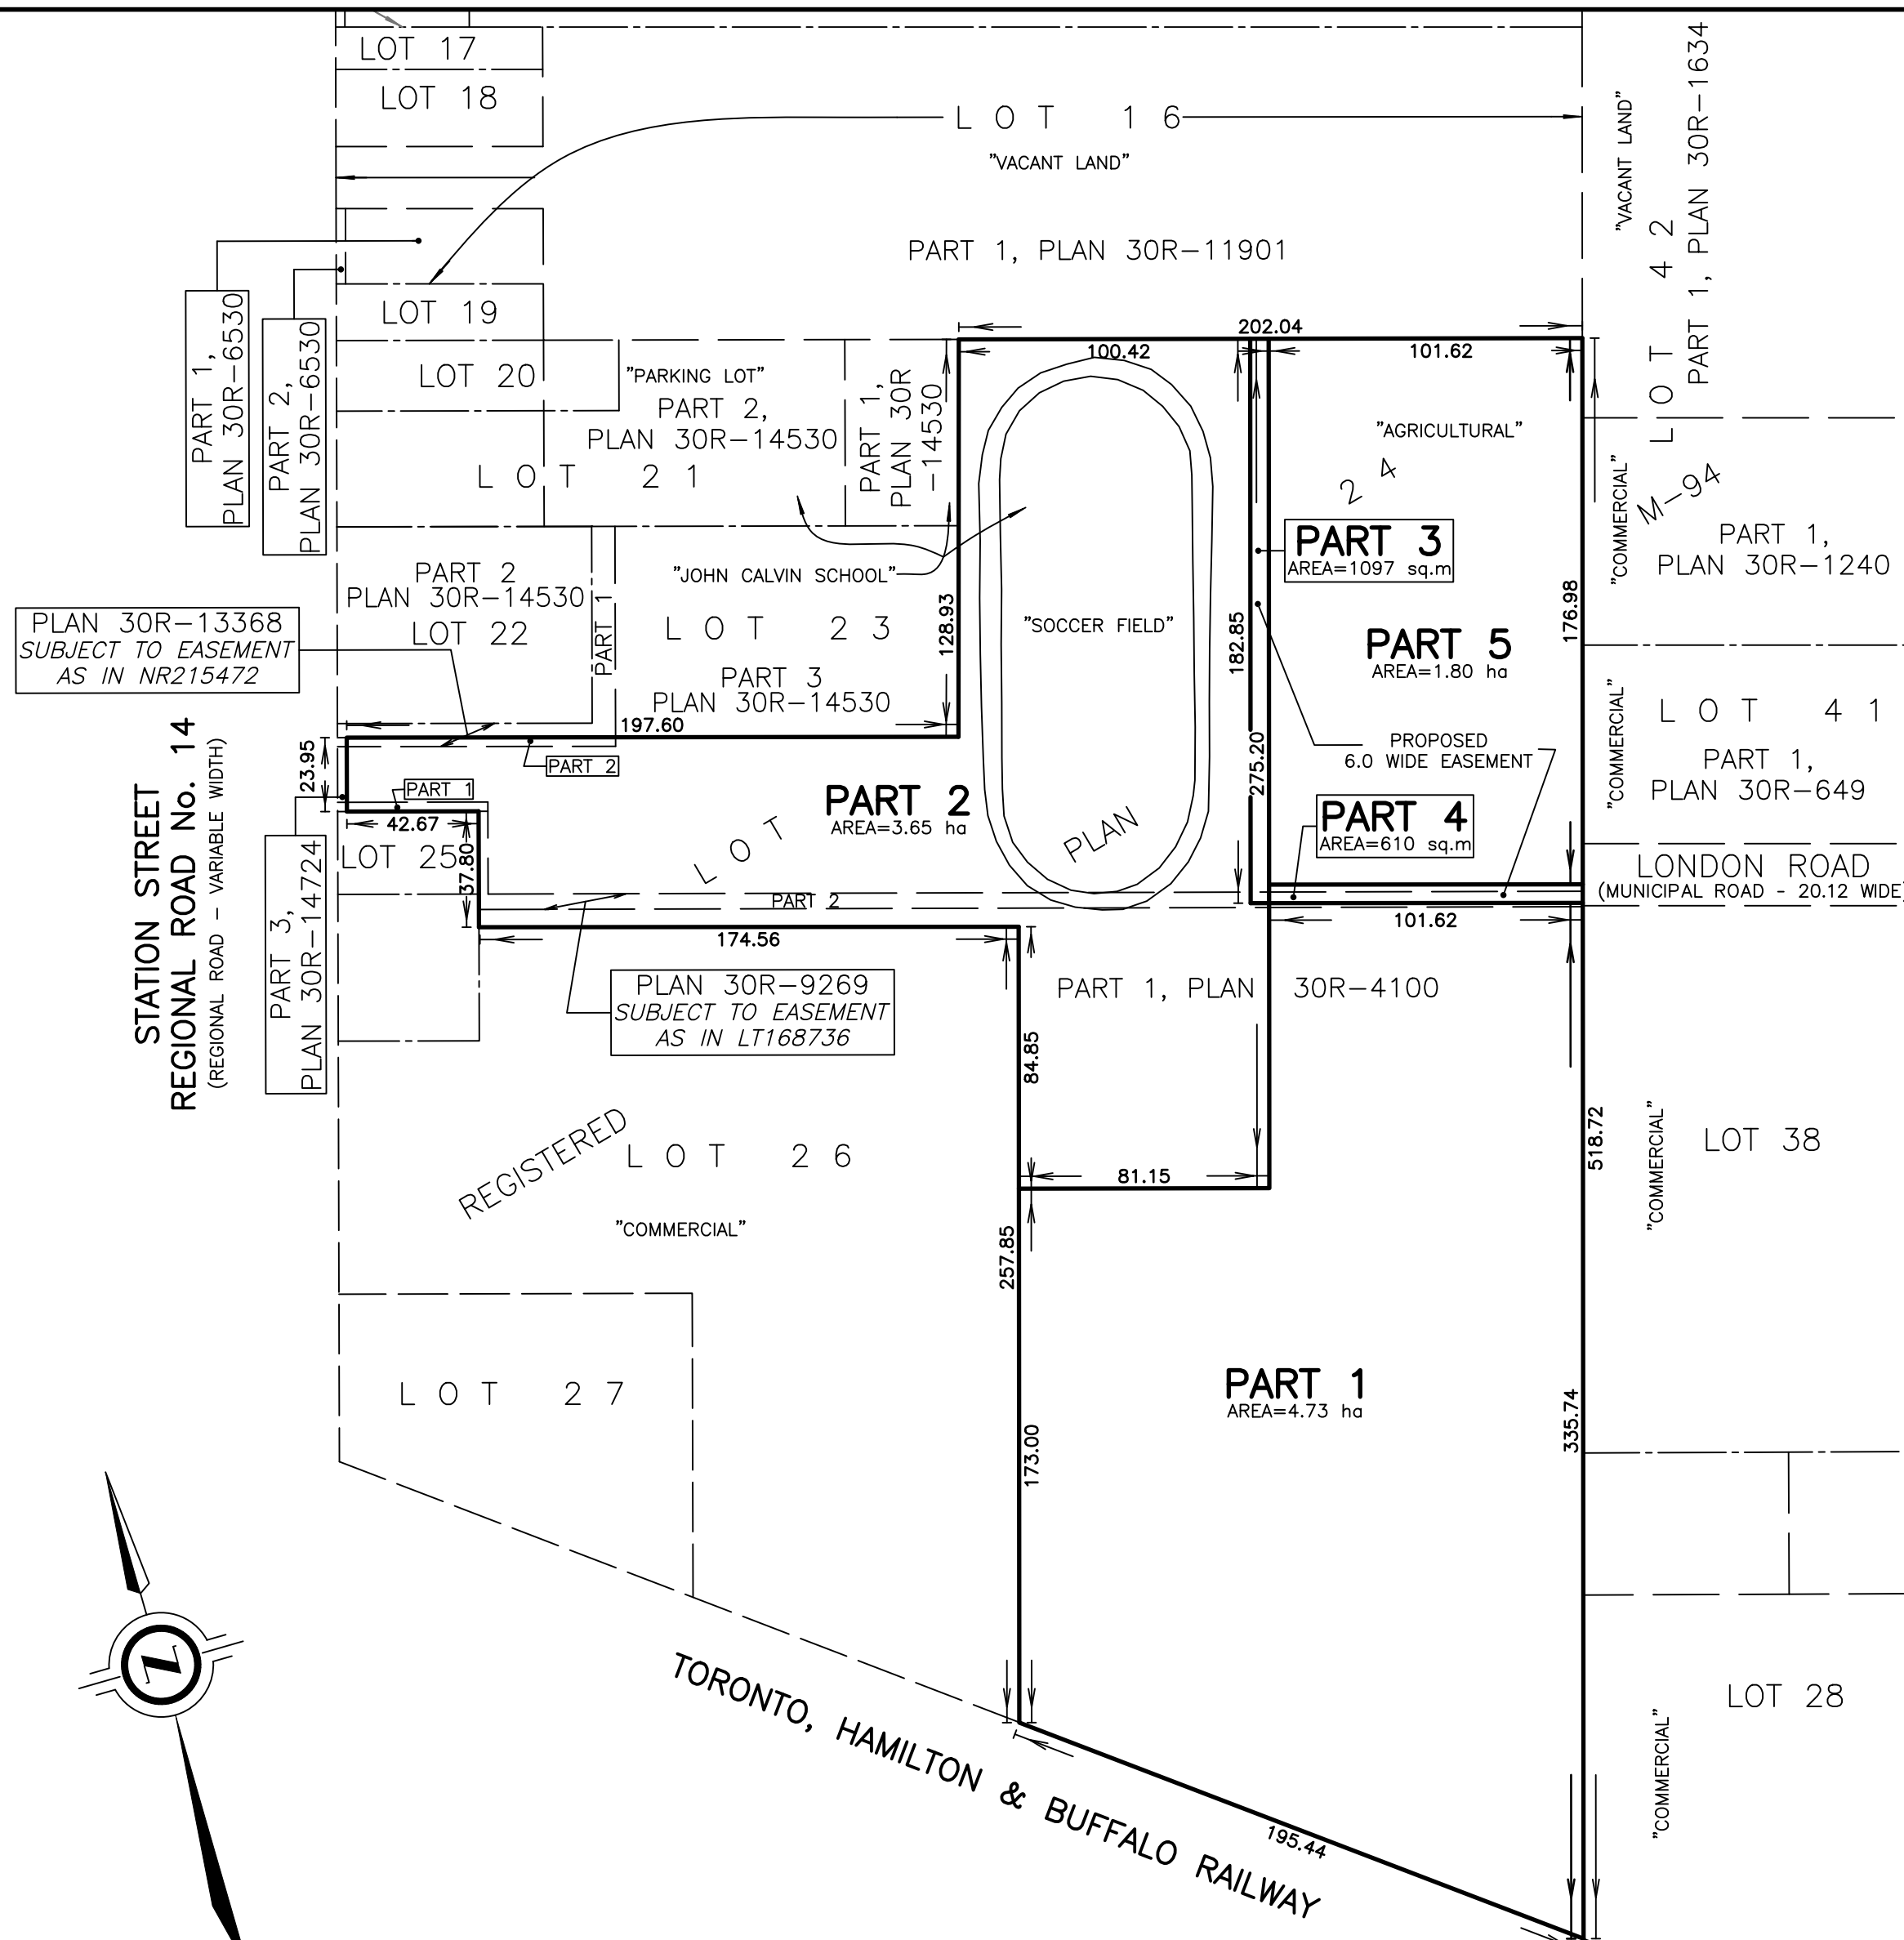 LOT 17
LOT 18
LOT 16
"VACANT LAND"
PART 1, PLAN 30R-11901
"VACANT LAND"
LOT 42
PART 1, PLAN 30R-1634
PART 1,
PLAN 30R-6530
PART 2,
PLAN 30R-6530
LOT 19
LOT 20
"PARKING LOT"
PART 2,
PLAN 30R-14530
LOT 21
PART 1,
PLAN 30R
-14530
202.04
100.42
101.62
"AGRICULTURAL"
24
PART 3
AREA=1097 sq.m
"COMMERCIAL"
M-94
PART 1,
PLAN 30R-1240
"JOHN CALVIN SCHOOL"
PART 2
PLAN 30R-14530
LOT 22
PART 1
LOT 23
PART 3
PLAN 30R-14530
128.93
"SOCCER FIELD"
182.85
275.20
PART 5
AREA=1.80 ha
176.98
PLAN 30R-13368
SUBJECT TO EASEMENT
AS IN NR215472
197.60
23.95
PART 2
PART 1
42.67
LOT 25
37.80
PART 2
AREA=3.65 ha
LOT
PLAN
PROPOSED
6.0 WIDE EASEMENT
PART 4
AREA=610 sq.m
"COMMERCIAL"
LOT 41
PART 1,
PLAN 30R-649
LONDON ROAD
(MUNICIPAL ROAD - 20.12 WIDE)
STATION STREET
REGIONAL ROAD No. 14
(REGIONAL ROAD - VARIABLE WIDTH)
PART 3,
PLAN 30R-14724
PART 2
174.56
101.62
PLAN 30R-9269
SUBJECT TO EASEMENT
AS IN LT168736
PART 1, PLAN 30R-4100
84.85
81.15
518.72
"COMMERCIAL"
LOT 38
REGISTERED
LOT 26
"COMMERCIAL"
257.85
LOT 27
173.00
PART 1
AREA=4.73 ha
335.74
LOT 28
"COMMERCIAL"
TORONTO, HAMILTON & BUFFALO RAILWAY
195.44
N